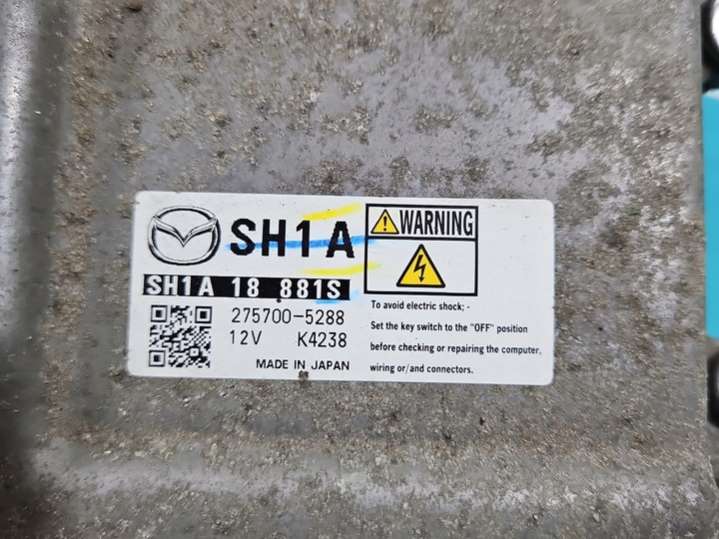 SH1A
SH1A 18 881S
275700-5288
12V K4238
MADE IN JAPAN
WARNING
To avoid electric shock; -
Set the key switch to the "OFF" position
before checking or repairing the computer,
wiring or/and connectors.